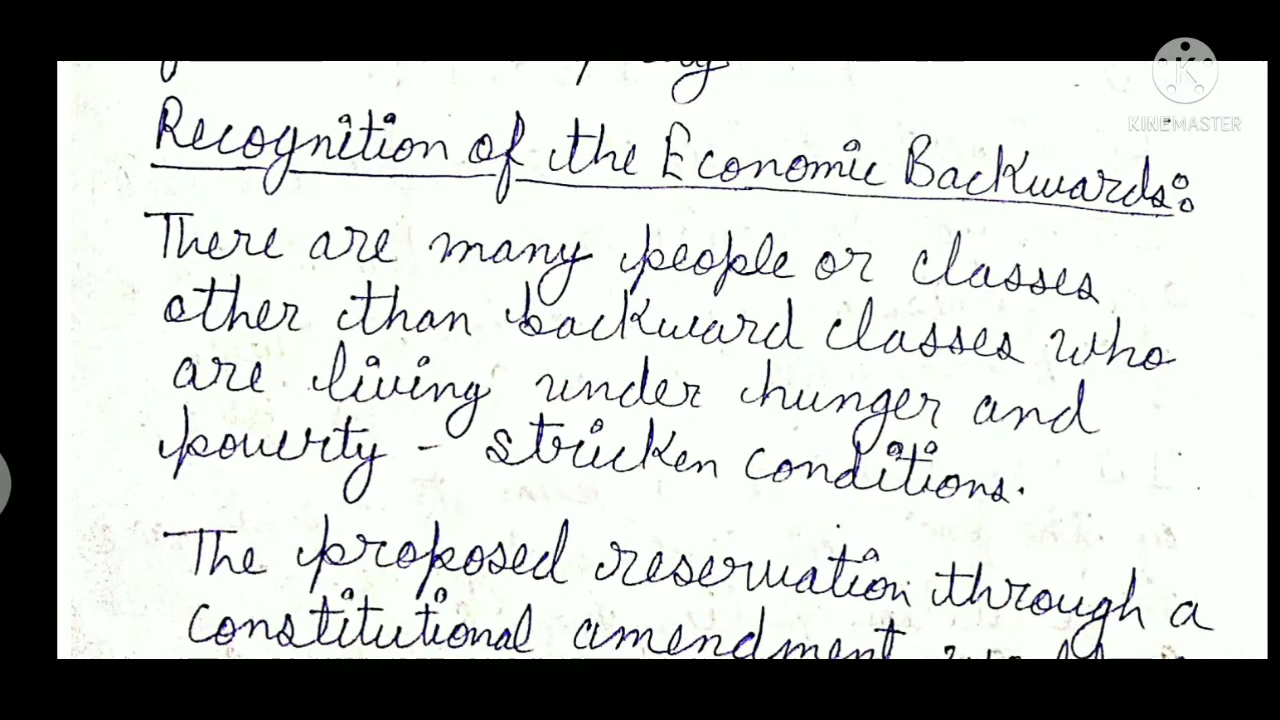 KINEMASTER
Recognition of the Economic Backwards:
There are many people or classes
other than backward classes who
are living under hunger and
poverty - stricken conditions.
The proposed reservation through a
constitutional amendment